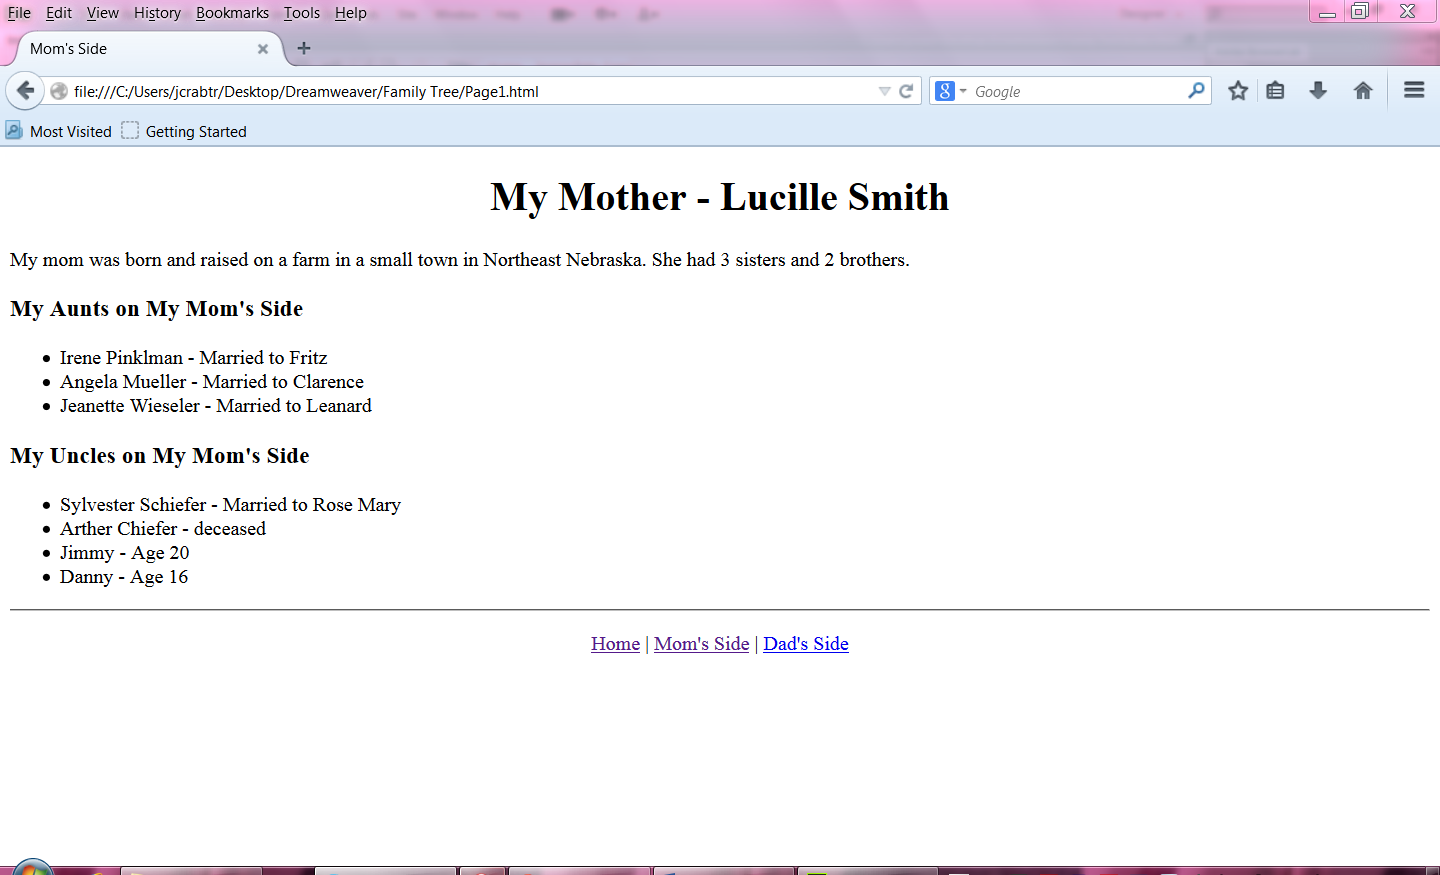 File Edit View History Bookmarks Tools Help
Mom's Side
file:///C:/Users/jcrabtr/Desktop/Dreamweaver/Family Tree/Page1.html
Google
Most Visited Getting Started
My Mother - Lucille Smith
My mom was born and raised on a farm in a small town in Northeast Nebraska. She had 3 sisters and 2 brothers.
My Aunts on My Mom's Side
• Irene Pinklman - Married to Fritz
• Angela Mueller - Married to Clarence
• Jeanette Wieseler - Married to Leanard
My Uncles on My Mom's Side
• Sylvester Schiefer - Married to Rose Mary
• Arther Chiefer - deceased
• Jimmy - Age 20
• Danny - Age 16
Home | Mom's Side | Dad's Side